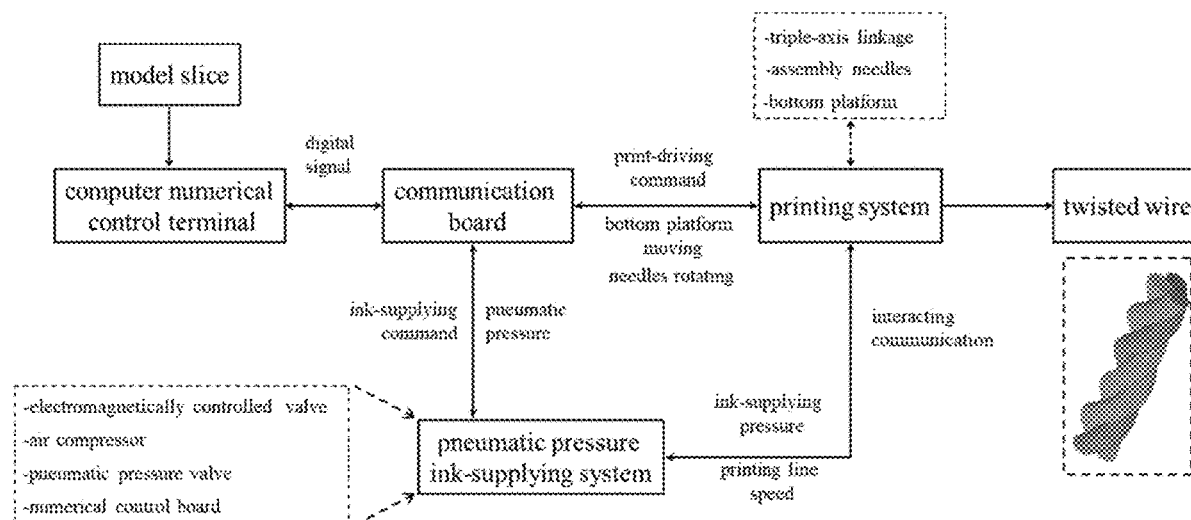 -triple-axis linkage
-assembly needles
-bottom platform
model slice
digital
signal
print-driving
command
computer numerical
control terminal
communication
board
printing system
twisted wire
bottom platform
moving
needles rotating
ink-supplying
command
pneumatic
pressure
interacting
communication
-electromagnetically controlled valve
-air compressor
-pneumatic pressure valve
-numerical control board
pneumatic pressure
ink-supplying system
ink-supplying
pressure
printing line
speed